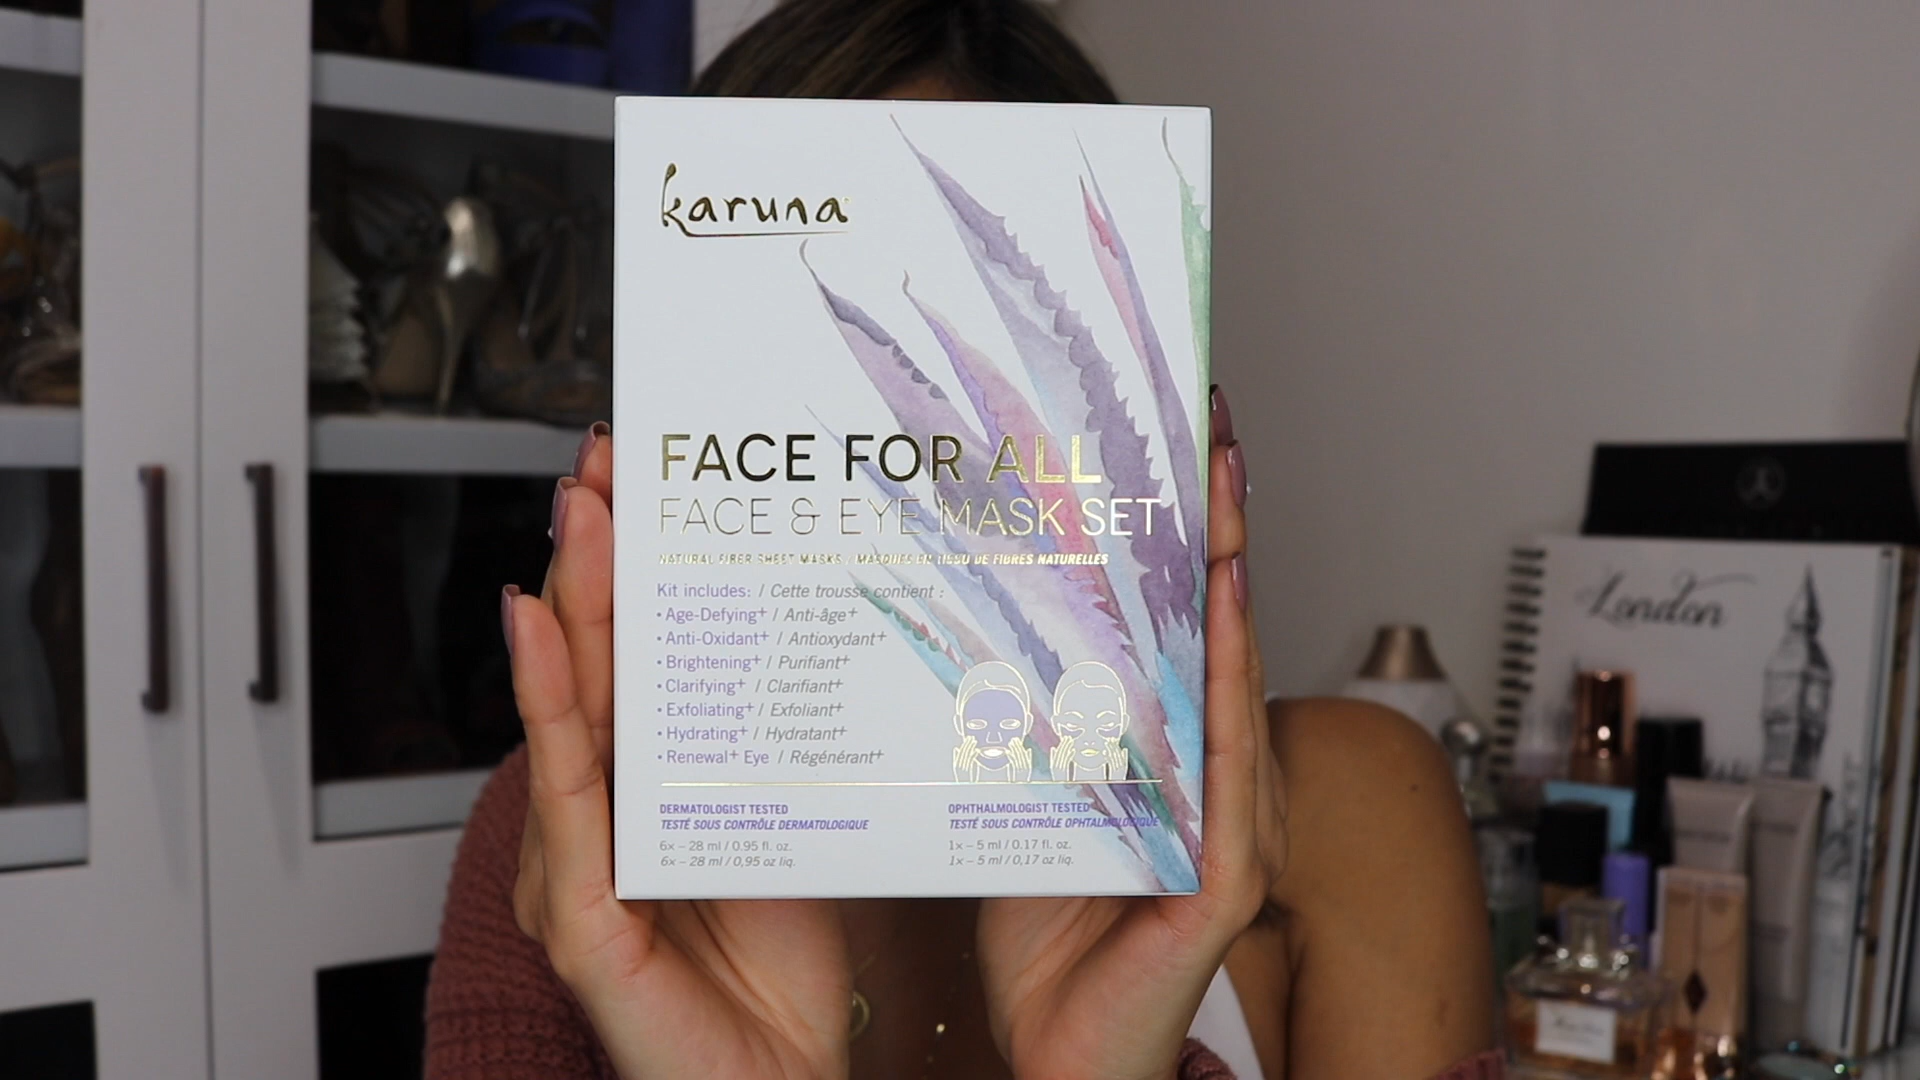 karuna
FACE FOR ALL
FACE & EYE MASK SET
NATURAL FIBER SHEET MASKS / MASQUES EN TISSU DE FIBRES NATURELLES
Kit includes: / Cette trousse contient :
• Age-Defying+ / Anti-âge+
• Anti-Oxidant+ / Antioxydant+
• Brightening+ / Purifiant+
• Clarifying+ / Clarifiant+
• Exfoliating+ / Exfoliant+
• Hydrating+ / Hydratant+
• Renewal+ Eye / Régénérant+
DERMATOLOGIST TESTED
TESTÉ SOUS CONTRÔLE DERMATOLOGIQUE
6x – 28 ml / 0.95 fl. oz.
6x – 28 ml / 0,95 oz liq.
OPHTHALMOLOGIST TESTED
TESTÉ SOUS CONTRÔLE OPHTALMOLOGIQUE
1x – 5 ml / 0.17 fl. oz.
1x – 5 ml / 0,17 oz liq.
London